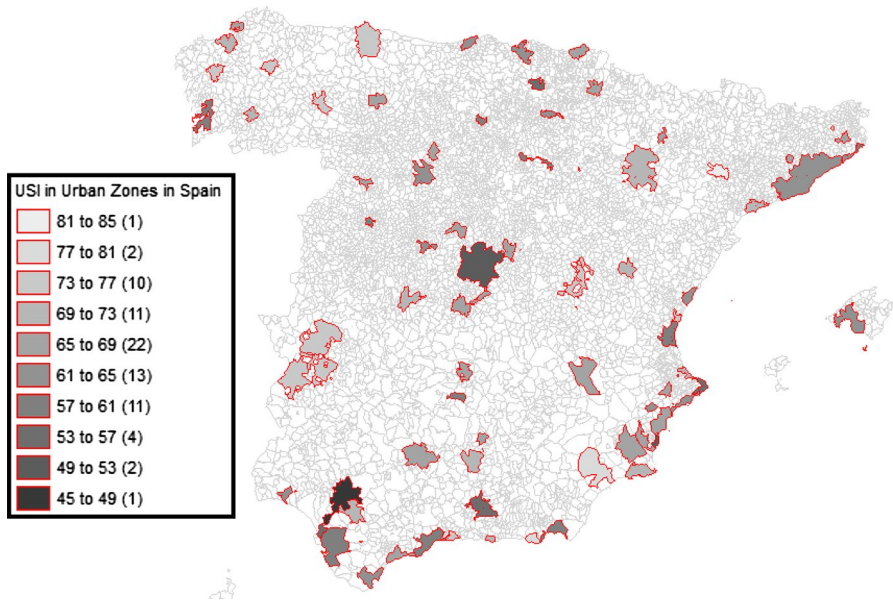 USI in Urban Zones in Spain
81 to 85 (1)
77 to 81 (2)
73 to 77 (10)
69 to 73 (11)
65 to 69 (22)
61 to 65 (13)
57 to 61 (11)
53 to 57 (4)
49 to 53 (2)
45 to 49 (1)